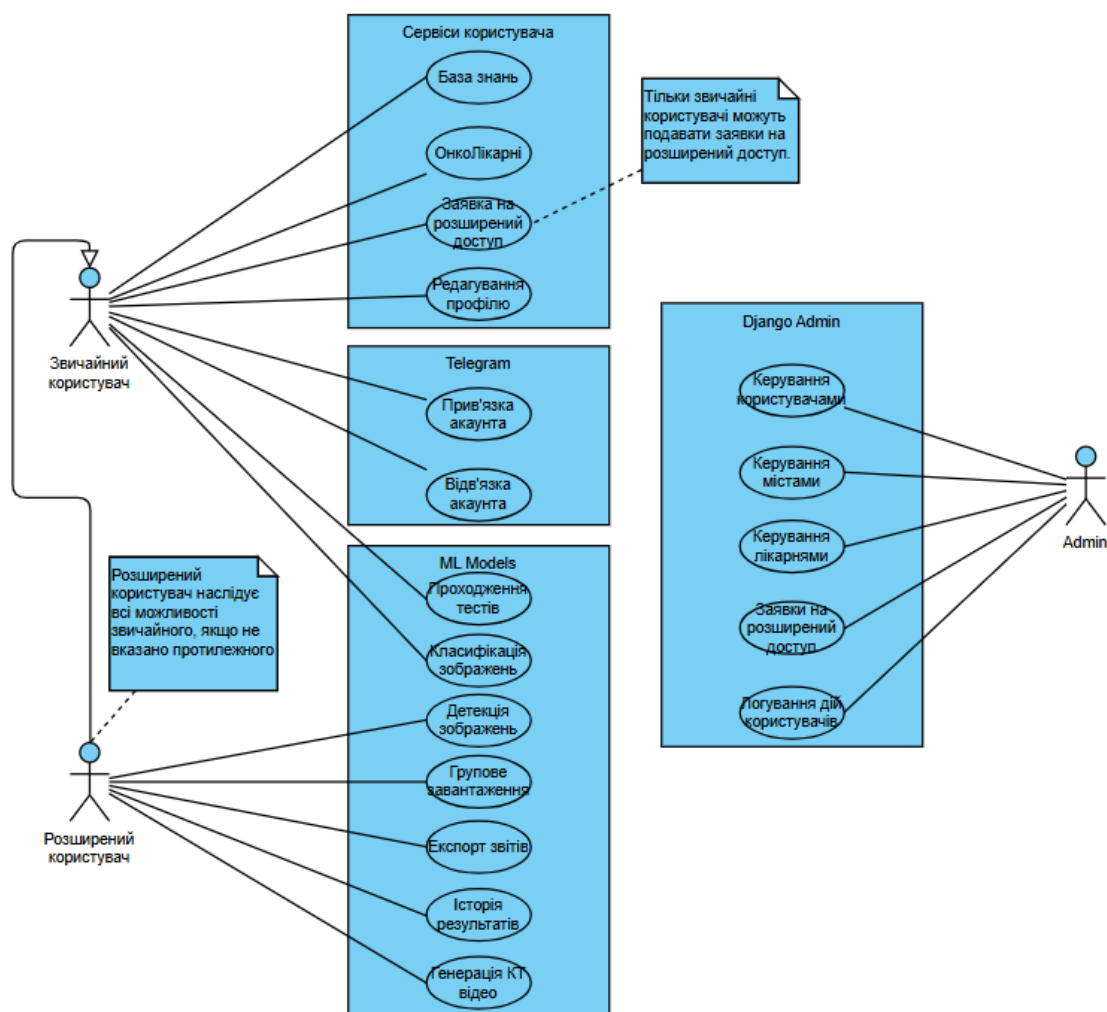 Сервіси користувача
База знань
ОнкоЛікарні
Заявка на
розширений
доступ
Редагування
профілю
Тільки звичайні
користувачі можуть
подавати заявки на
розширений доступ.
Звичайний
користувач
Telegram
Прив'язка
акаунта
Відв'язка
акаунта
ML Models
Проходження
тестів
Класифікація
зображень
Детекція
зображень
Групове
завантаження
Експорт звітів
Історія
результатів
Генерація КТ
відео
Розширений
користувач наслідує
всі можливості
звичайного, якщо не
вказано протилежного
Розширений
користувач
Django Admin
Керування
користувачами
Керування
містами
Керування
лікарнями
Заявки на
розширений
доступ
Логування дій
користувачів
Admin